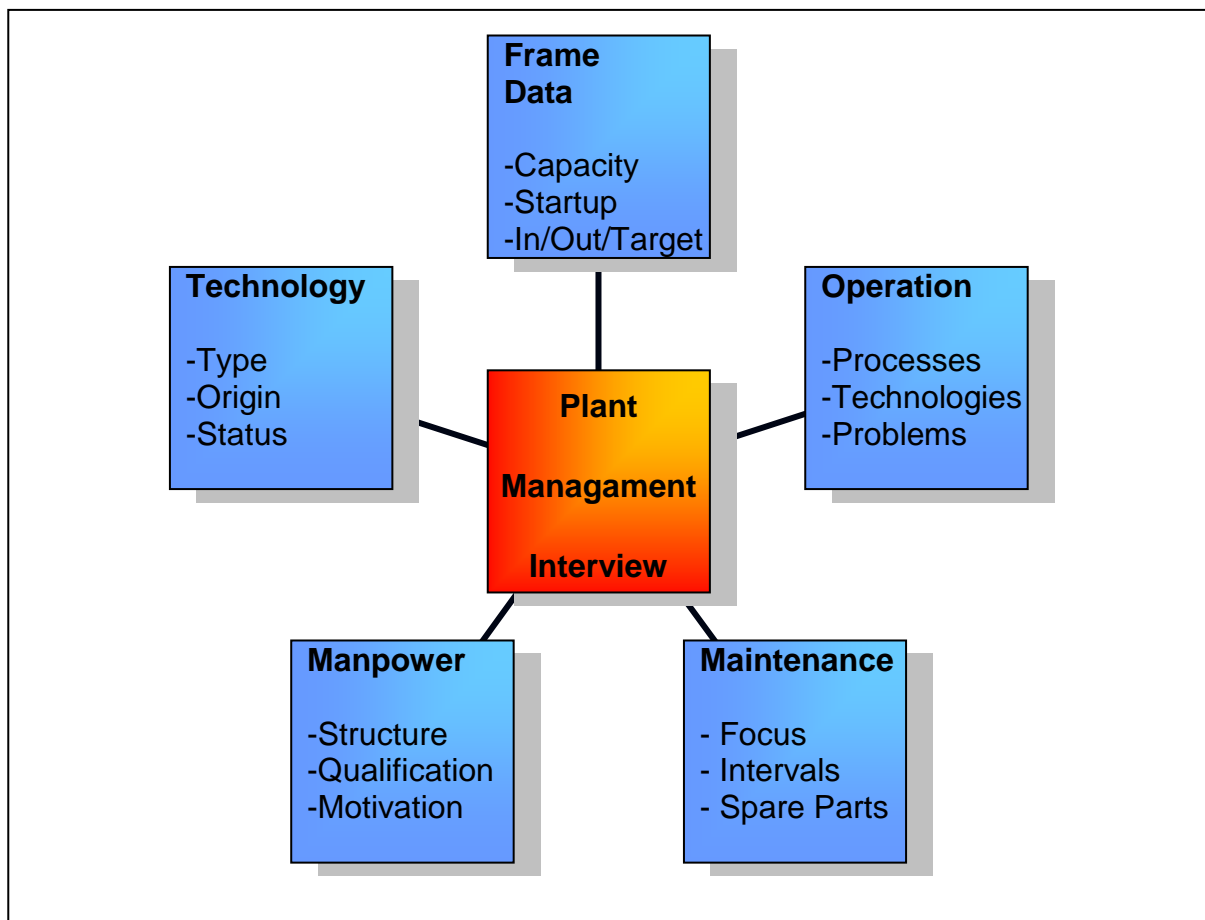 Frame
Data
-Capacity
-Startup
-In/Out/Target
Technology
-Type
-Origin
-Status
Operation
-Processes
-Technologies
-Problems
Plant
Managament
Interview
Manpower
-Structure
-Qualification
-Motivation
Maintenance
- Focus
- Intervals
- Spare Parts